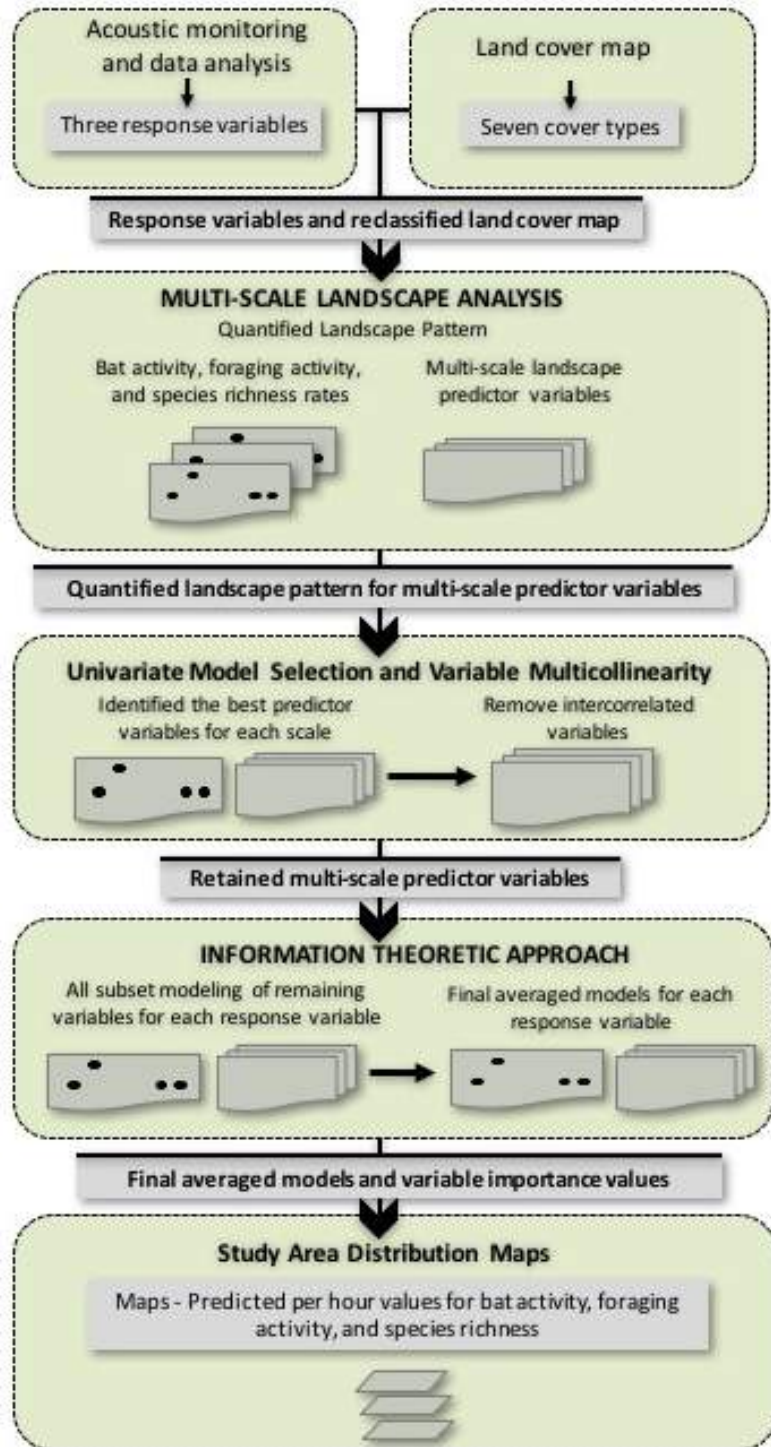 Acoustic monitoring
and data analysis
Three response variables
Land cover map
Seven cover types
Response variables and reclassified land cover map
MULTI-SCALE LANDSCAPE ANALYSIS
Quantified Landscape Pattern
Bat activity, foraging activity,
and species richness rates
Multi-scale landscape
predictor variables
Quantified landscape pattern for multi-scale predictor variables
Univariate Model Selection and Variable Multicollinearity
Identified the best predictor
variables for each scale
Remove intercorrelated
variables
Retained multi-scale predictor variables
INFORMATION THEORETIC APPROACH
All subset modeling of remaining
variables for each response variable
Final averaged models for each
response variable
Final averaged models and variable importance values
Study Area Distribution Maps
Maps - Predicted per hour values for bat activity, foraging
activity, and species richness